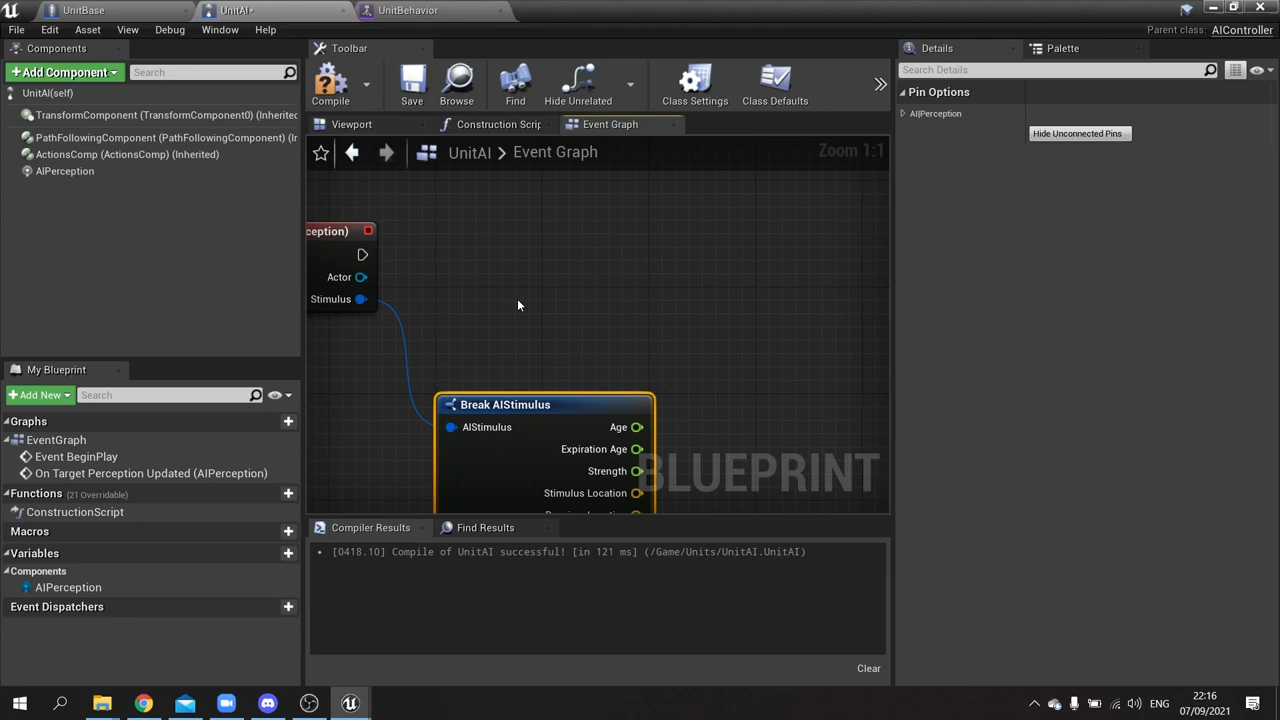 UnitBase
UnitAI*
UnitBehavior
File Edit Asset View Debug Window Help
Parent class: AIController
Components
Toolbar
Details
Palette
+ Add Component
Search
Compile
Save
Browse
Find
Hide Unrelated
Class Settings
Class Defaults
Search Details
UnitAI(self)
TransformComponent (TransformComponent0) (Inherited
PathFollowingComponent (PathFollowingComponent) (I
ActionsComp (ActionsComp) (Inherited)
AIPerception
Pin Options
AIPerception
Hide Unconnected Pins
Viewport
Construction Scrip
Event Graph
UnitAI > Event Graph
Zoom 1:1
ception)
Actor
Stimulus
Break AIStimulus
AIStimulus
Age
Expiration Age
Strength
Stimulus Location
BLUEPRINT
My Blueprint
+ Add New
Search
Graphs
EventGraph
Event BeginPlay
On Target Perception Updated (AIPerception)
Functions (21 Overridable)
ConstructionScript
Macros
Variables
Components
AIPerception
Event Dispatchers
Compiler Results
Find Results
[0418.10] Compile of UnitAI successful! [in 121 ms] (/Game/Units/UnitAI.UnitAI)
Clear
ENG
22:16
07/09/2021